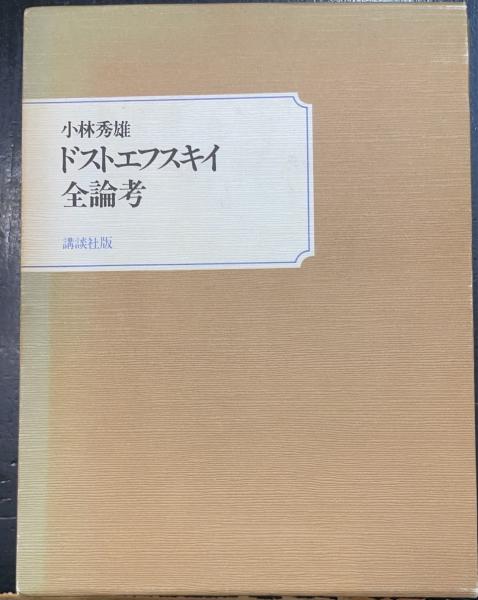 小林秀雄
ドストエフスキイ
全論考
講談社版